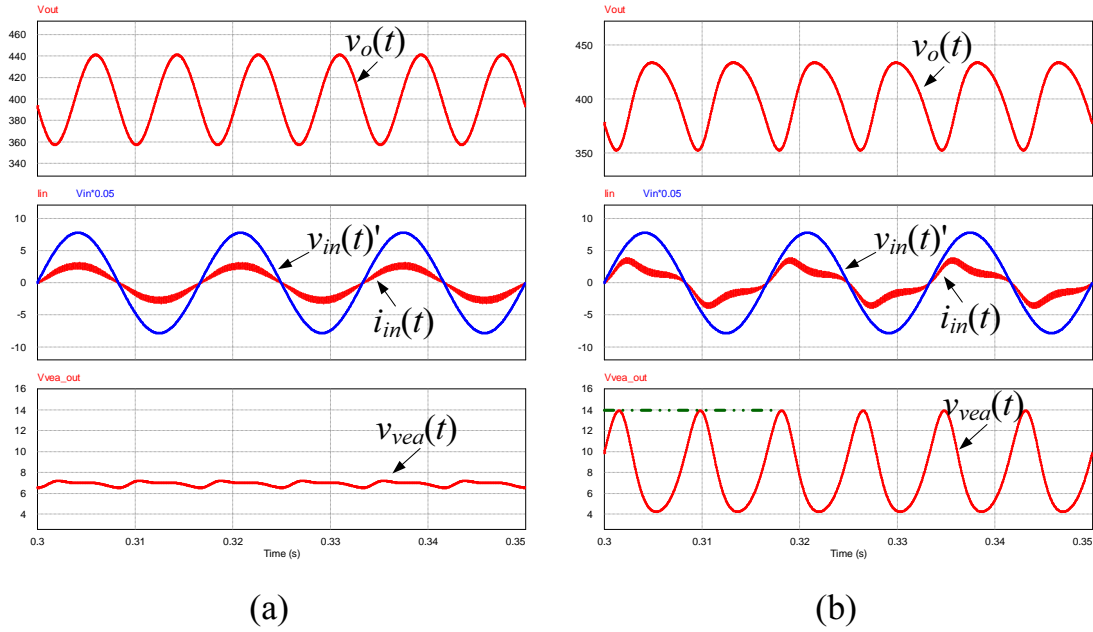 Vout
460
440
420
400
380
360
340
vo(t)
Iin Vin*0.05
10
5
0
-5
-10
vin(t)'
iin(t)
Vvea_out
16
14
12
10
8
6
4
vvea(t)
0.3 0.31 0.32 0.33 0.34 0.35
Time (s)
(a)
Vout
450
400
350
vo(t)
Iin Vin*0.05
10
5
0
-5
-10
vin(t)'
iin(t)
Vvea_out
16
14
12
10
8
6
4
vvea(t)
0.3 0.31 0.32 0.33 0.34 0.35
Time (s)
(b)